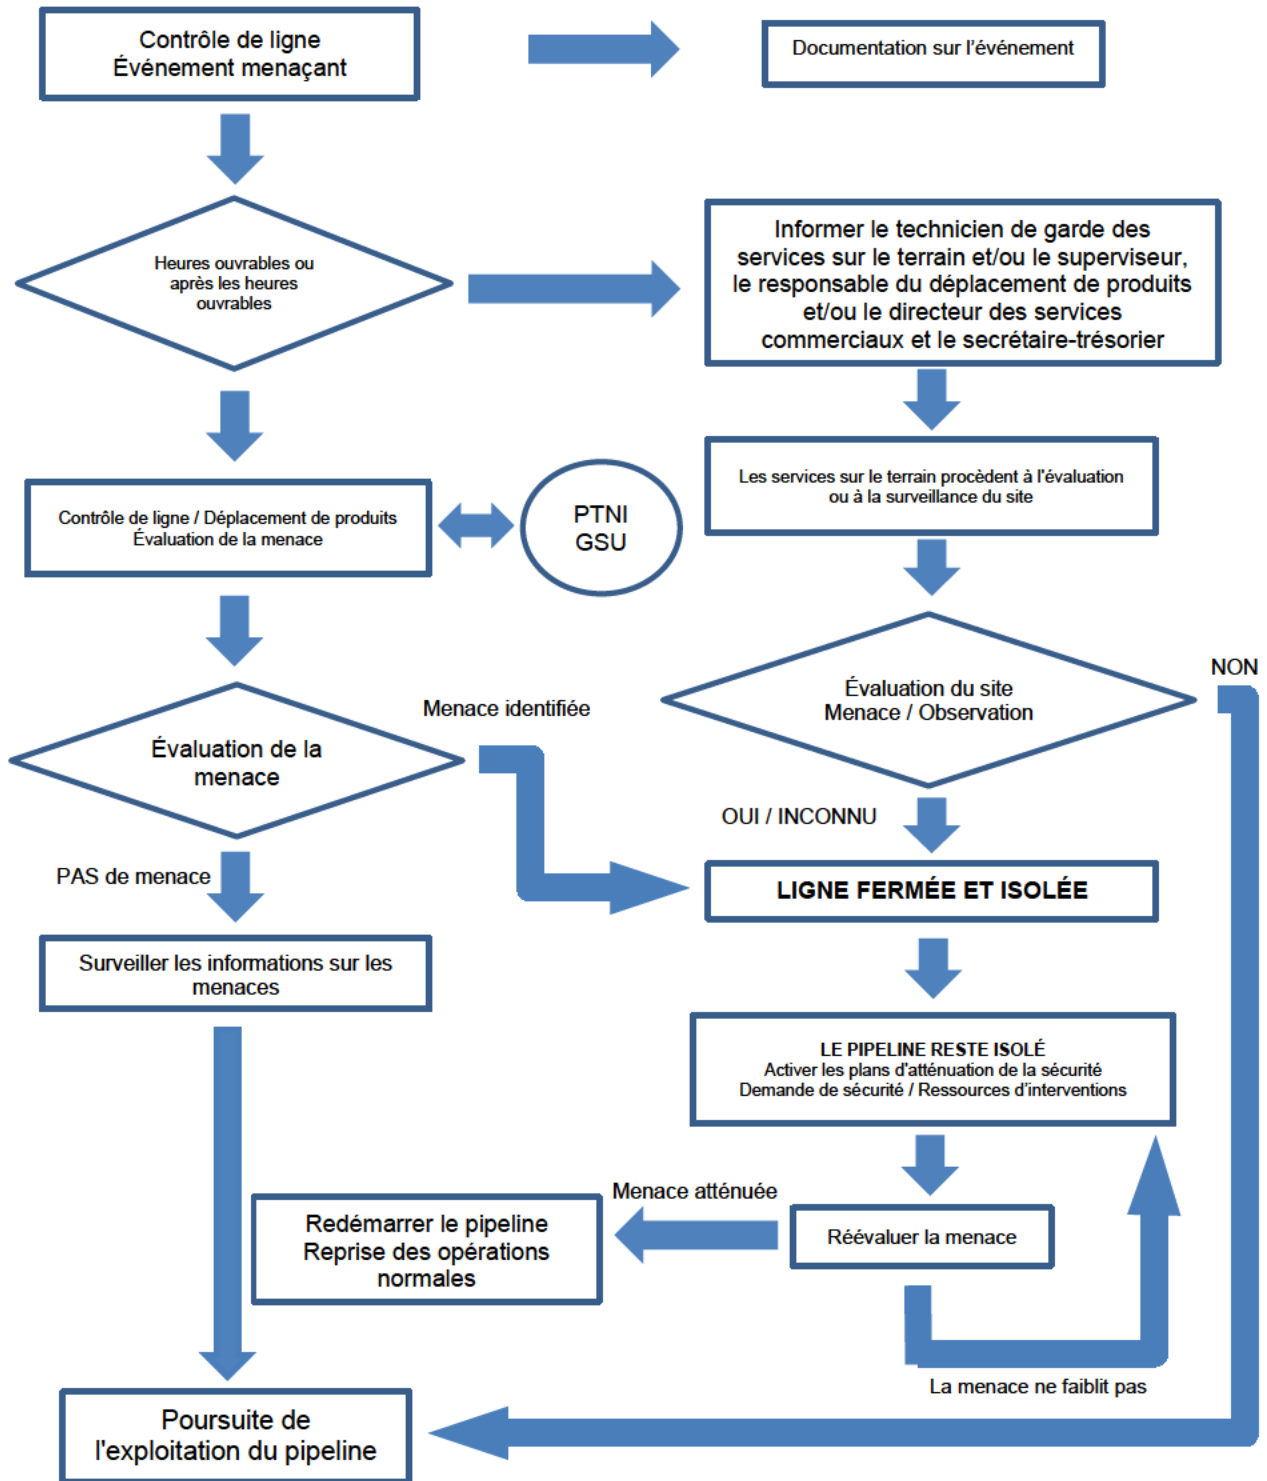 Contrôle de ligne
Événement menaçant
Documentation sur l'événement
Heures ouvrables ou
après les heures
ouvrables
Informer le technicien de garde des
services sur le terrain et/ou le superviseur,
le responsable du déplacement de produits
et/ou le directeur des services
commerciaux et le secrétaire-trésorier
Contrôle de ligne / Déplacement de produits
Évaluation de la menace
PTNI
GSU
Les services sur le terrain procèdent à l'évaluation
ou à la surveillance du site
Évaluation du site
Menace / Observation
NON
Menace identifiée
Évaluation de la
menace
OUI / INCONNU
PAS de menace
LIGNE FERMÉE ET ISOLÉE
Surveiller les informations sur les
menaces
LE PIPELINE RESTE ISOLÉ
Activer les plans d'atténuation de la sécurité
Demande de sécurité / Ressources d'interventions
Menace atténuée
Réévaluer la menace
Redémarrer le pipeline
Reprise des opérations
normales
La menace ne faiblit pas
Poursuite de
l'exploitation du pipeline